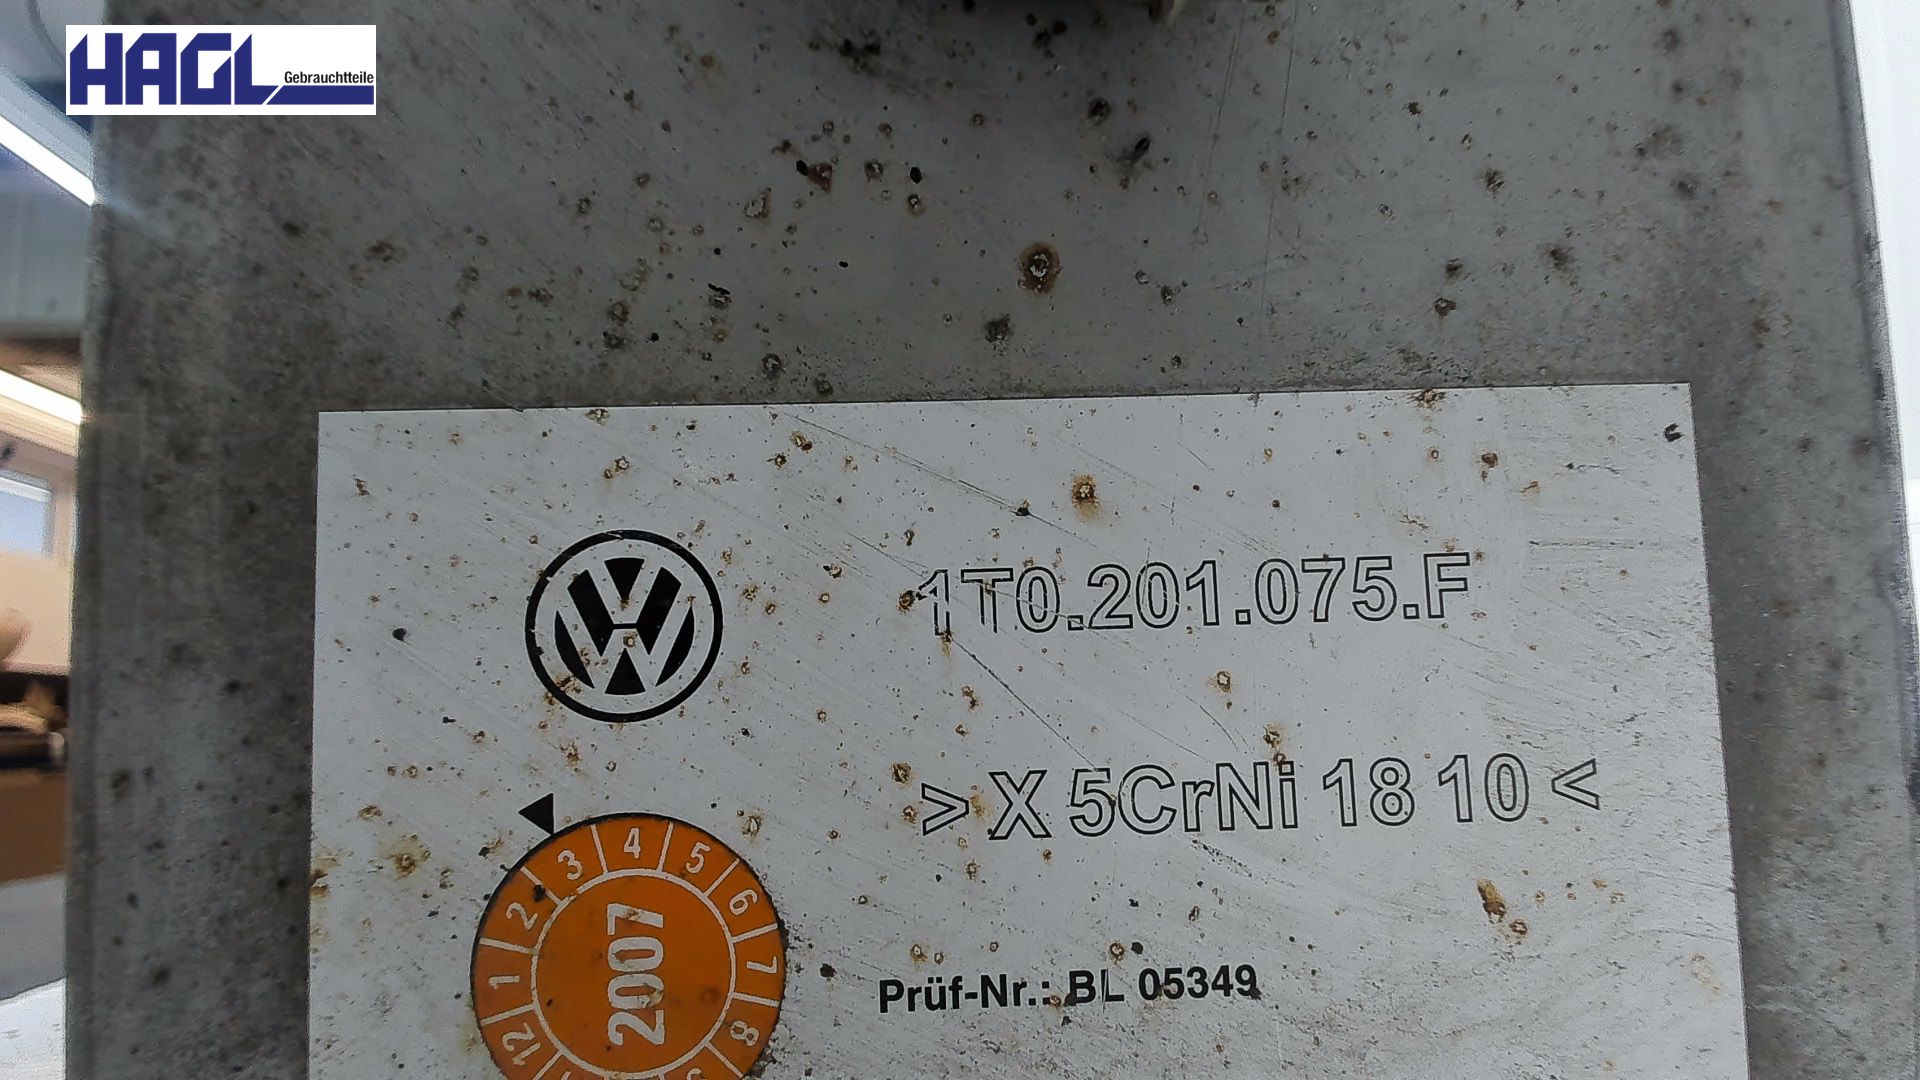 HAGL
Gebrauchtteile
1T0.201.075.F
> X 5CrNi 18 10 <
12 1 2 3 4 5 6 7 8
2007
Prüf-Nr.: BL 05349